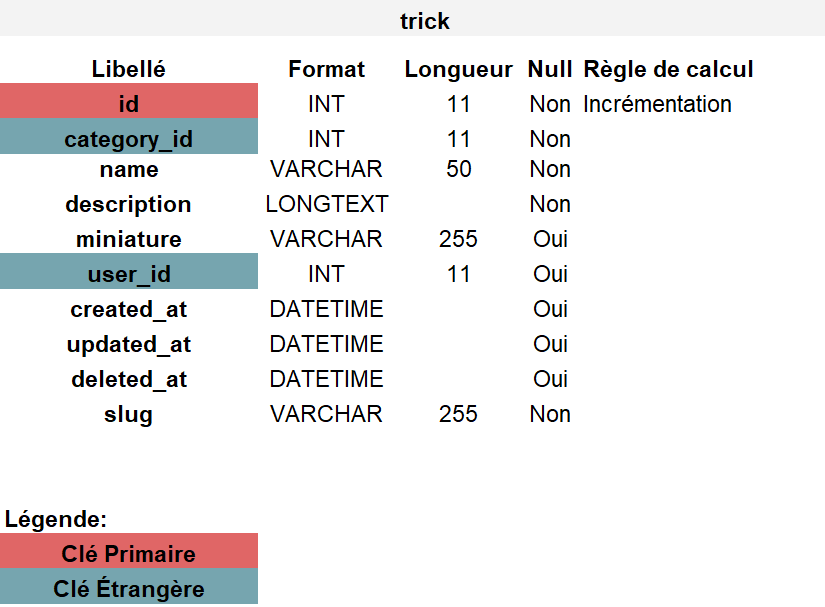 trick
Libellé Format Longueur Null Règle de calcul
id INT 11 Non Incrémentation
category_id INT 11 Non
name VARCHAR 50 Non
description LONGTEXT Non
miniature VARCHAR 255 Oui
user_id INT 11 Oui
created_at DATETIME Oui
updated_at DATETIME Oui
deleted_at DATETIME Oui
slug VARCHAR 255 Non
Légende:
Clé Primaire
Clé Étrangère